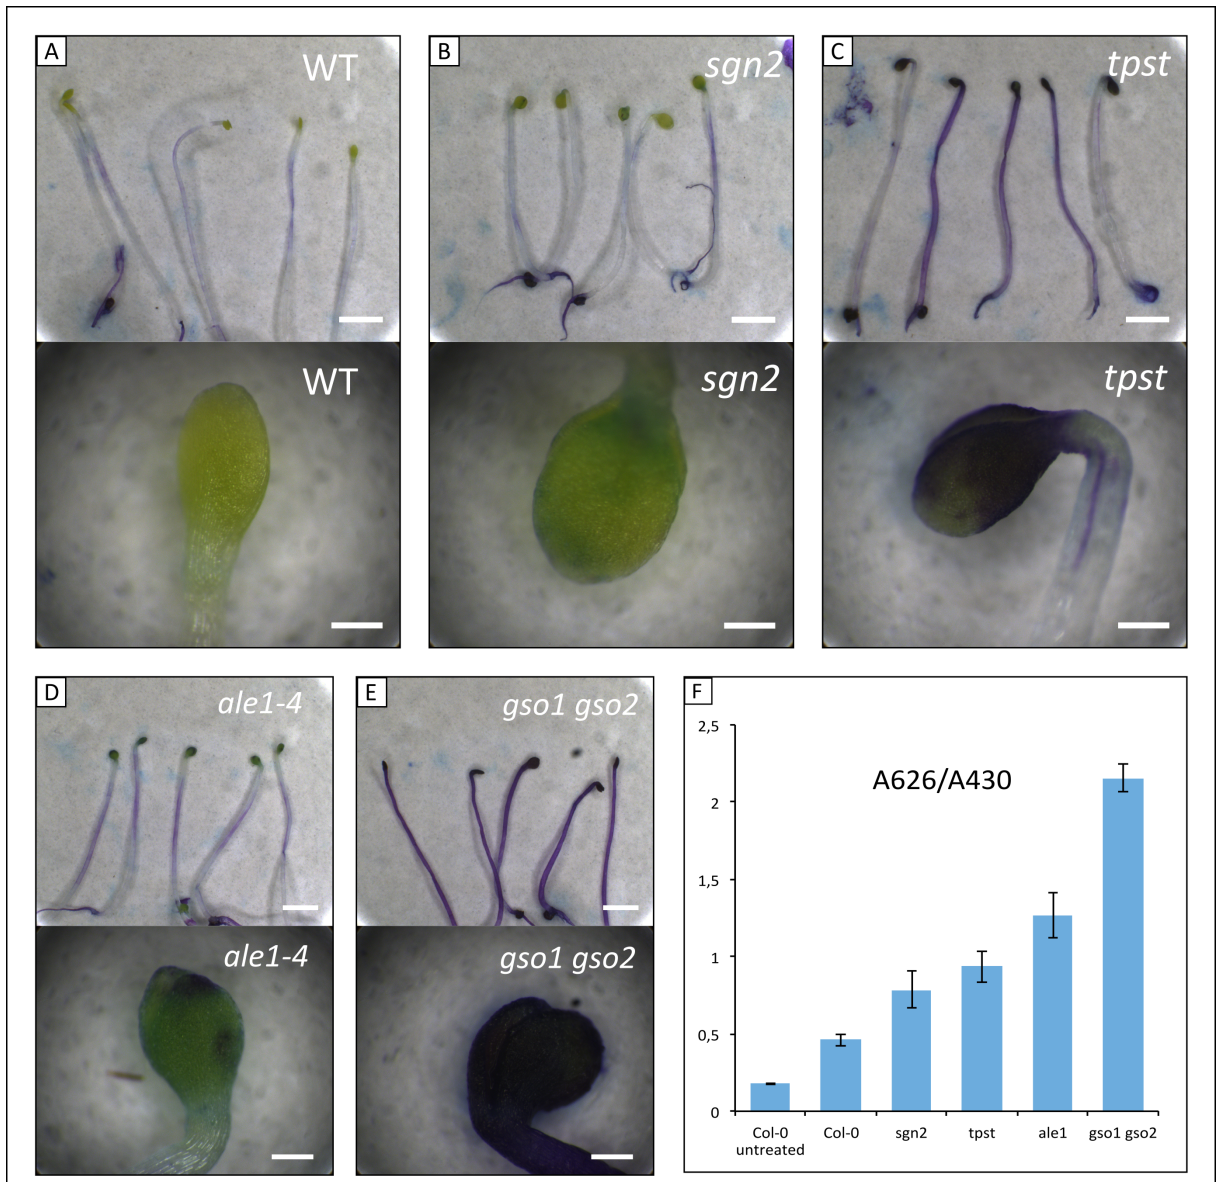 A
WT
B
sgn2
C
tpst
WT
sgn2
tpst
D
ale1-4
E
gso1 gso2
F
ale1-4
gso1 gso2
A626/A430
2,5
2
1,5
1
0,5
0
Col-0 untreated
Col-0
sgn2
tpst
ale1
gso1 gso2